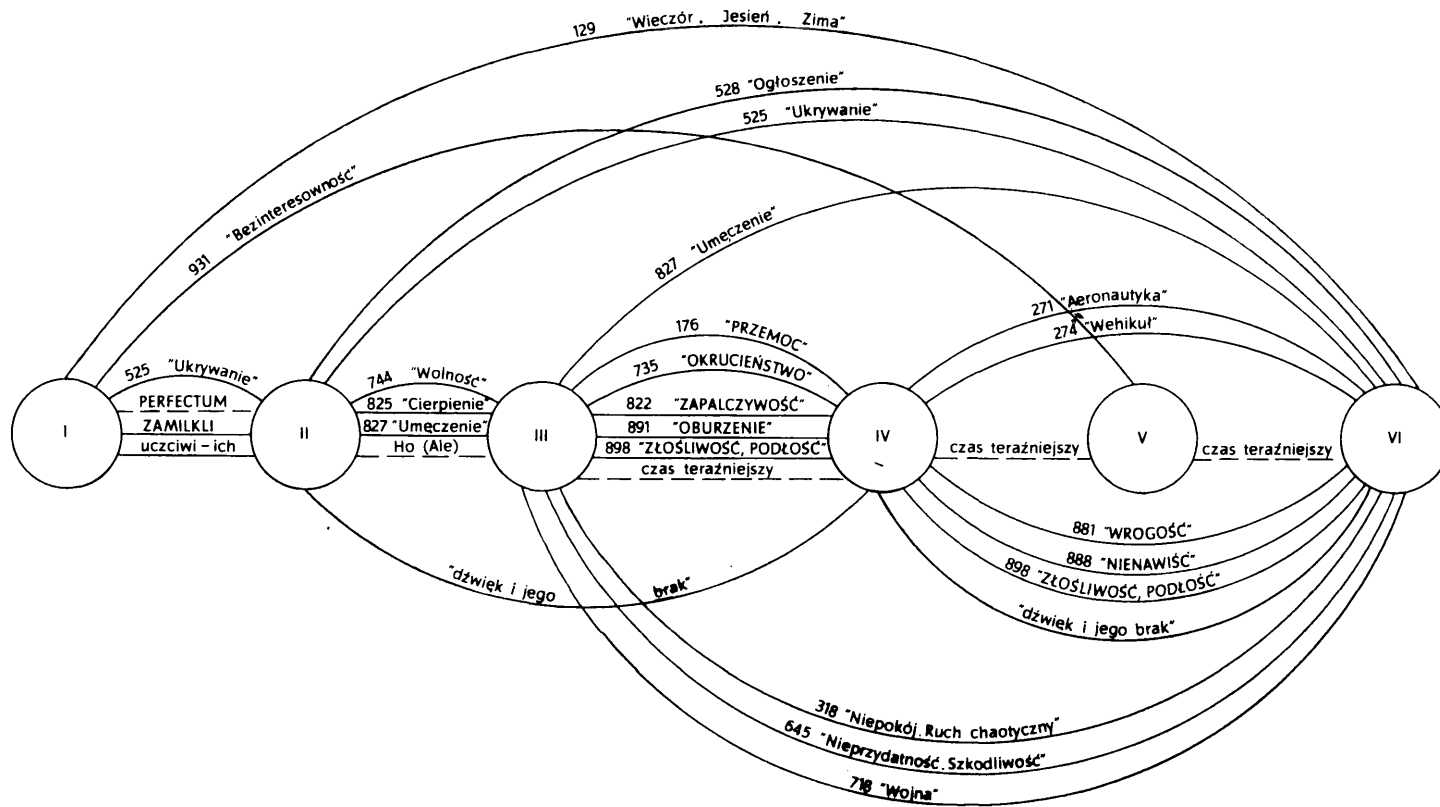 129 "Wieczór. Jesień. Zima"
528 "Ogłoszenie"
525 "Ukrywanie"
931 "Bezinteresowność"
827 "Umęczenie"
271 "Aeronautyka"
274 "Wehikuł"
176 "PRZEMOC"
735 "OKRUCIEŃSTWO"
525 "Ukrywanie"
PERFECTUM
ZAMILKLI
uczciwi – ich
744 "Wolność"
825 "Cierpienie"
827 "Umęczenie"
Ho (Ale)
822 "ZAPALCZYWOŚĆ"
891 "OBURZENIE"
898 "ZŁOŚLIWOŚĆ, PODŁOŚĆ"
czas teraźniejszy
I
II
III
IV
V
VI
czas teraźniejszy
czas teraźniejszy
881 "WROGOŚĆ"
888 "NIENAWIŚĆ"
898 "ZŁOŚLIWOŚĆ, PODŁOŚĆ"
"dźwięk i jego brak"
"dźwięk i jego brak"
318 "Niepokój. Ruch chaotyczny"
645 "Nieprzydatność. Szkodliwość"
718 "Wojna"